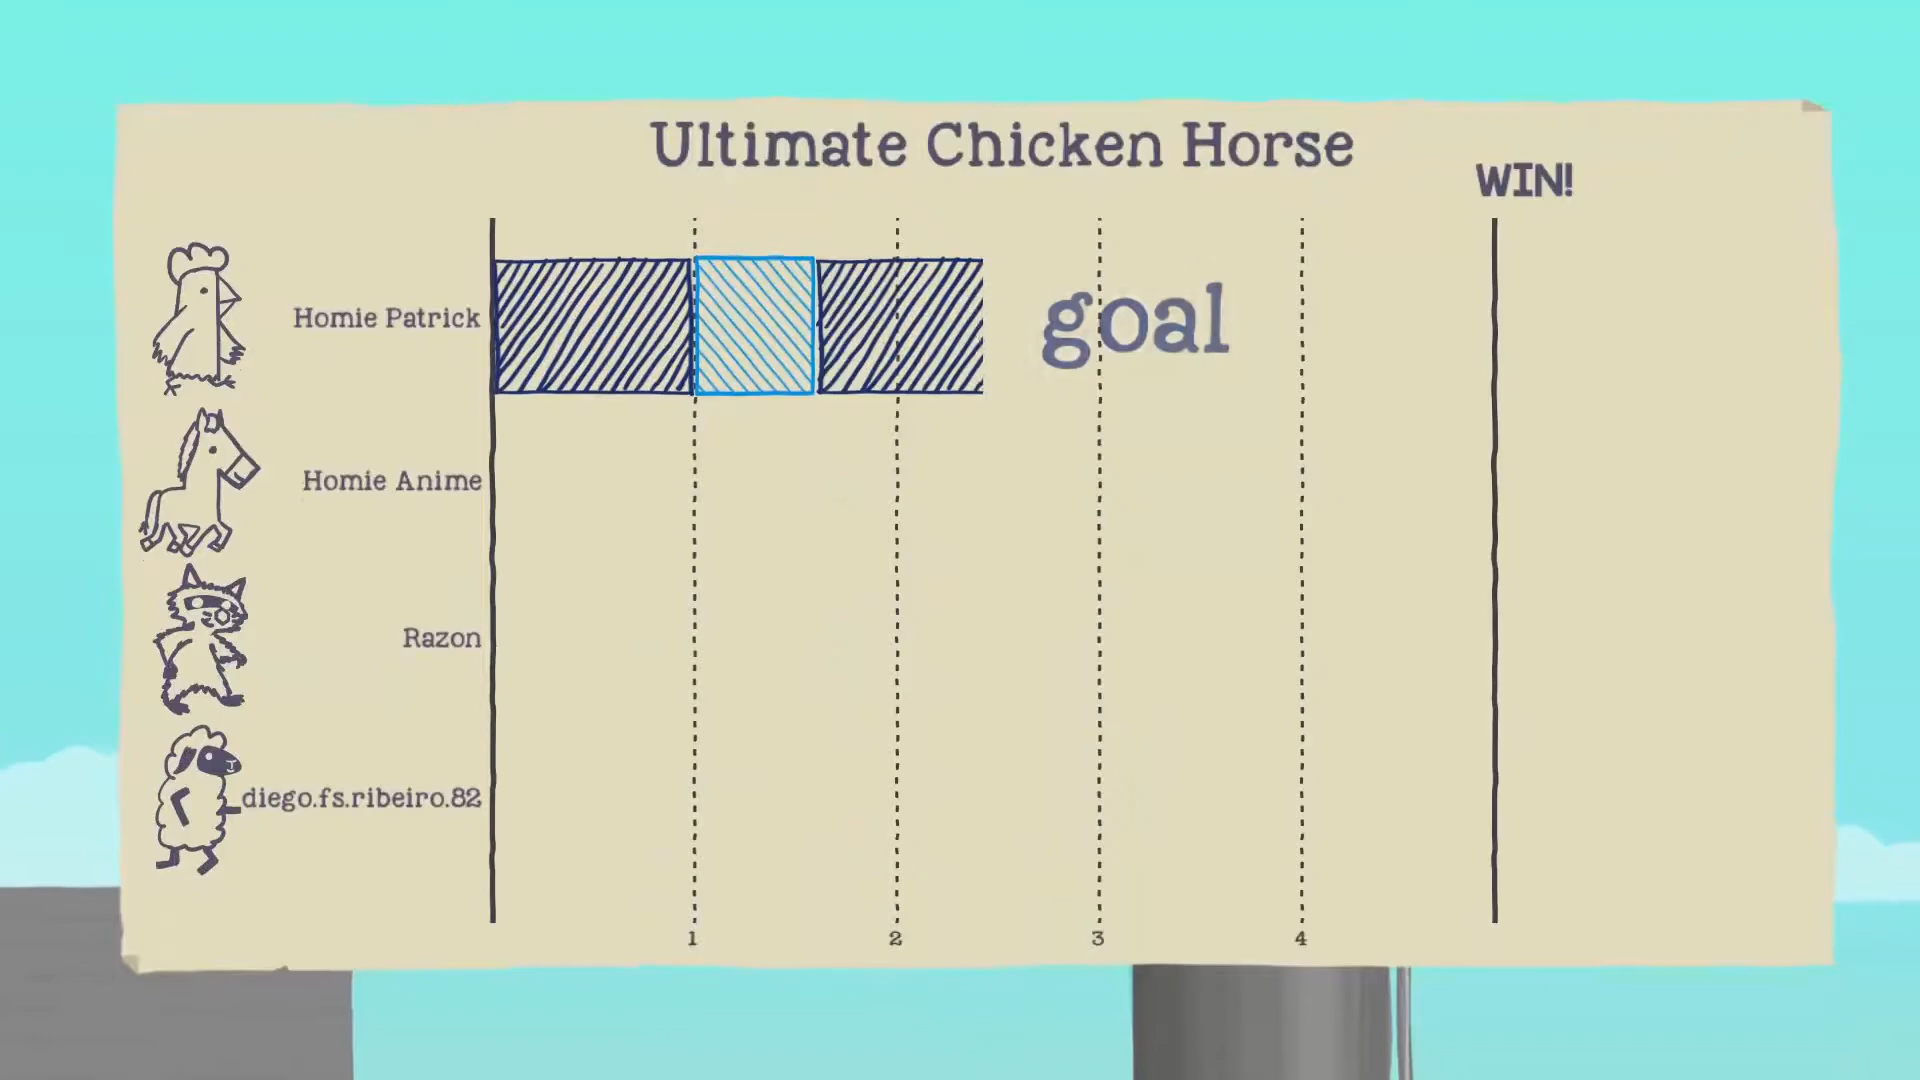 Ultimate Chicken Horse
WIN!
Homie Patrick
goal
Homie Anime
Razon
diego.fs.ribeiro.82
1 2 3 4